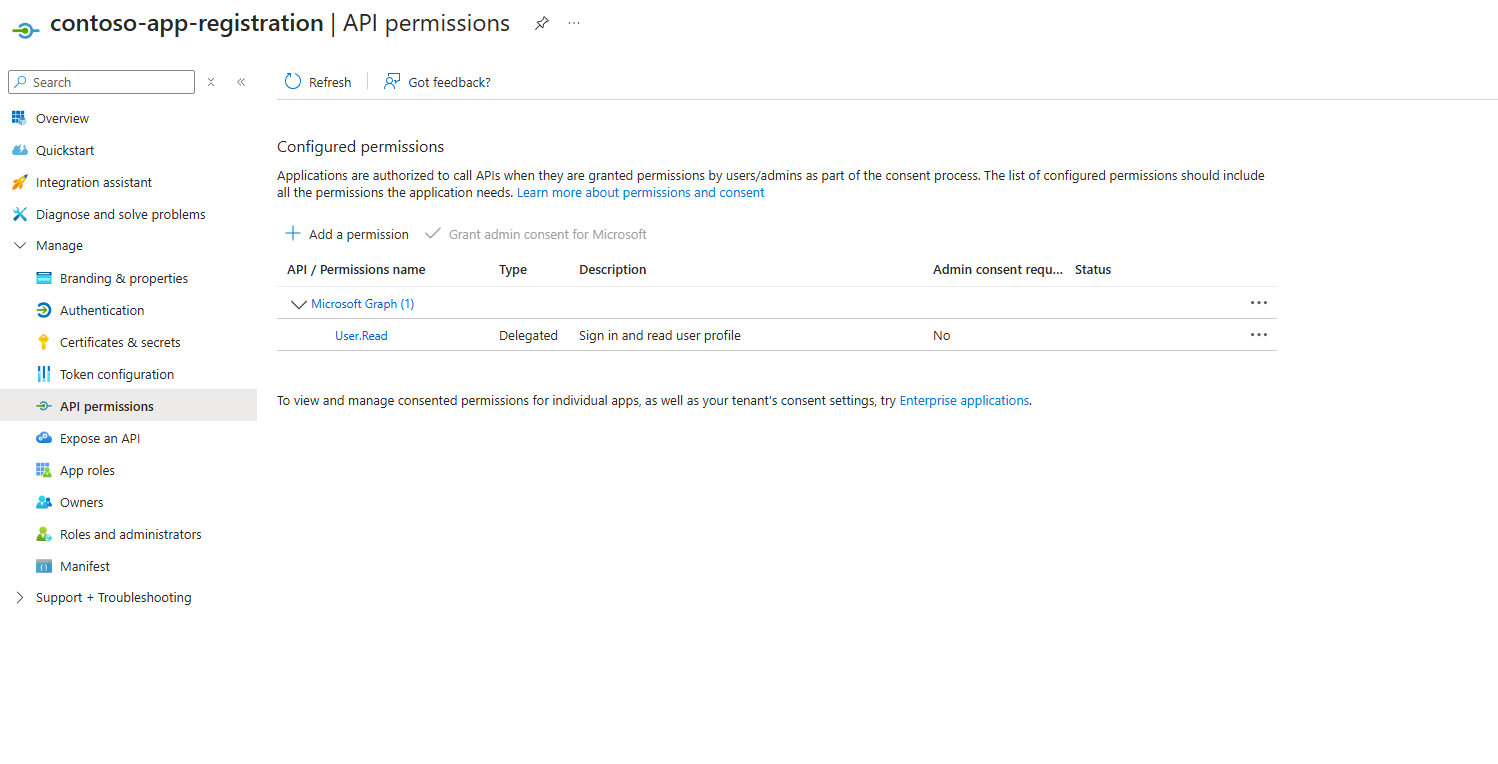 contoso-app-registration | API permissions
Search
Overview
Quickstart
Integration assistant
Diagnose and solve problems
Manage
Branding & properties
Authentication
Certificates & secrets
Token configuration
API permissions
Expose an API
App roles
Owners
Roles and administrators
Manifest
Support + Troubleshooting
Refresh
Got feedback?
Configured permissions
Applications are authorized to call APIs when they are granted permissions by users/admins as part of the consent process. The list of configured permissions should include
all the permissions the application needs. Learn more about permissions and consent
Add a permission
Grant admin consent for Microsoft
API / Permissions name Type Description Admin consent requ... Status
Microsoft Graph (1)
User.Read Delegated Sign in and read user profile No
To view and manage consented permissions for individual apps, as well as your tenant's consent settings, try Enterprise applications.